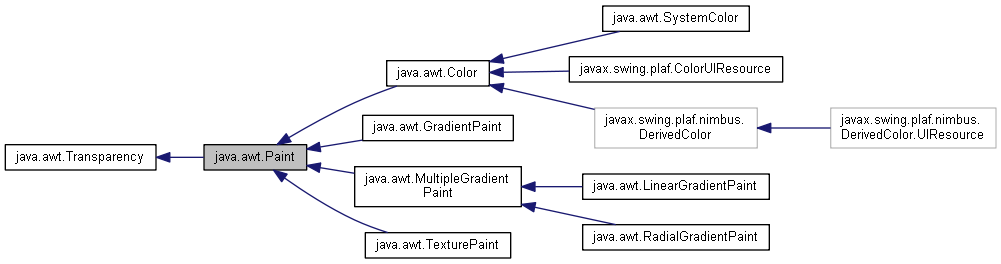 java.awt.SystemColor
java.awt.Color
javax.swing.plaf.ColorUIResource
javax.swing.plaf.nimbus.
DerivedColor
javax.swing.plaf.nimbus.
DerivedColor.UIResource
java.awt.GradientPaint
java.awt.Transparency
java.awt.Paint
java.awt.MultipleGradient
Paint
java.awt.LinearGradientPaint
java.awt.RadialGradientPaint
java.awt.TexturePaint